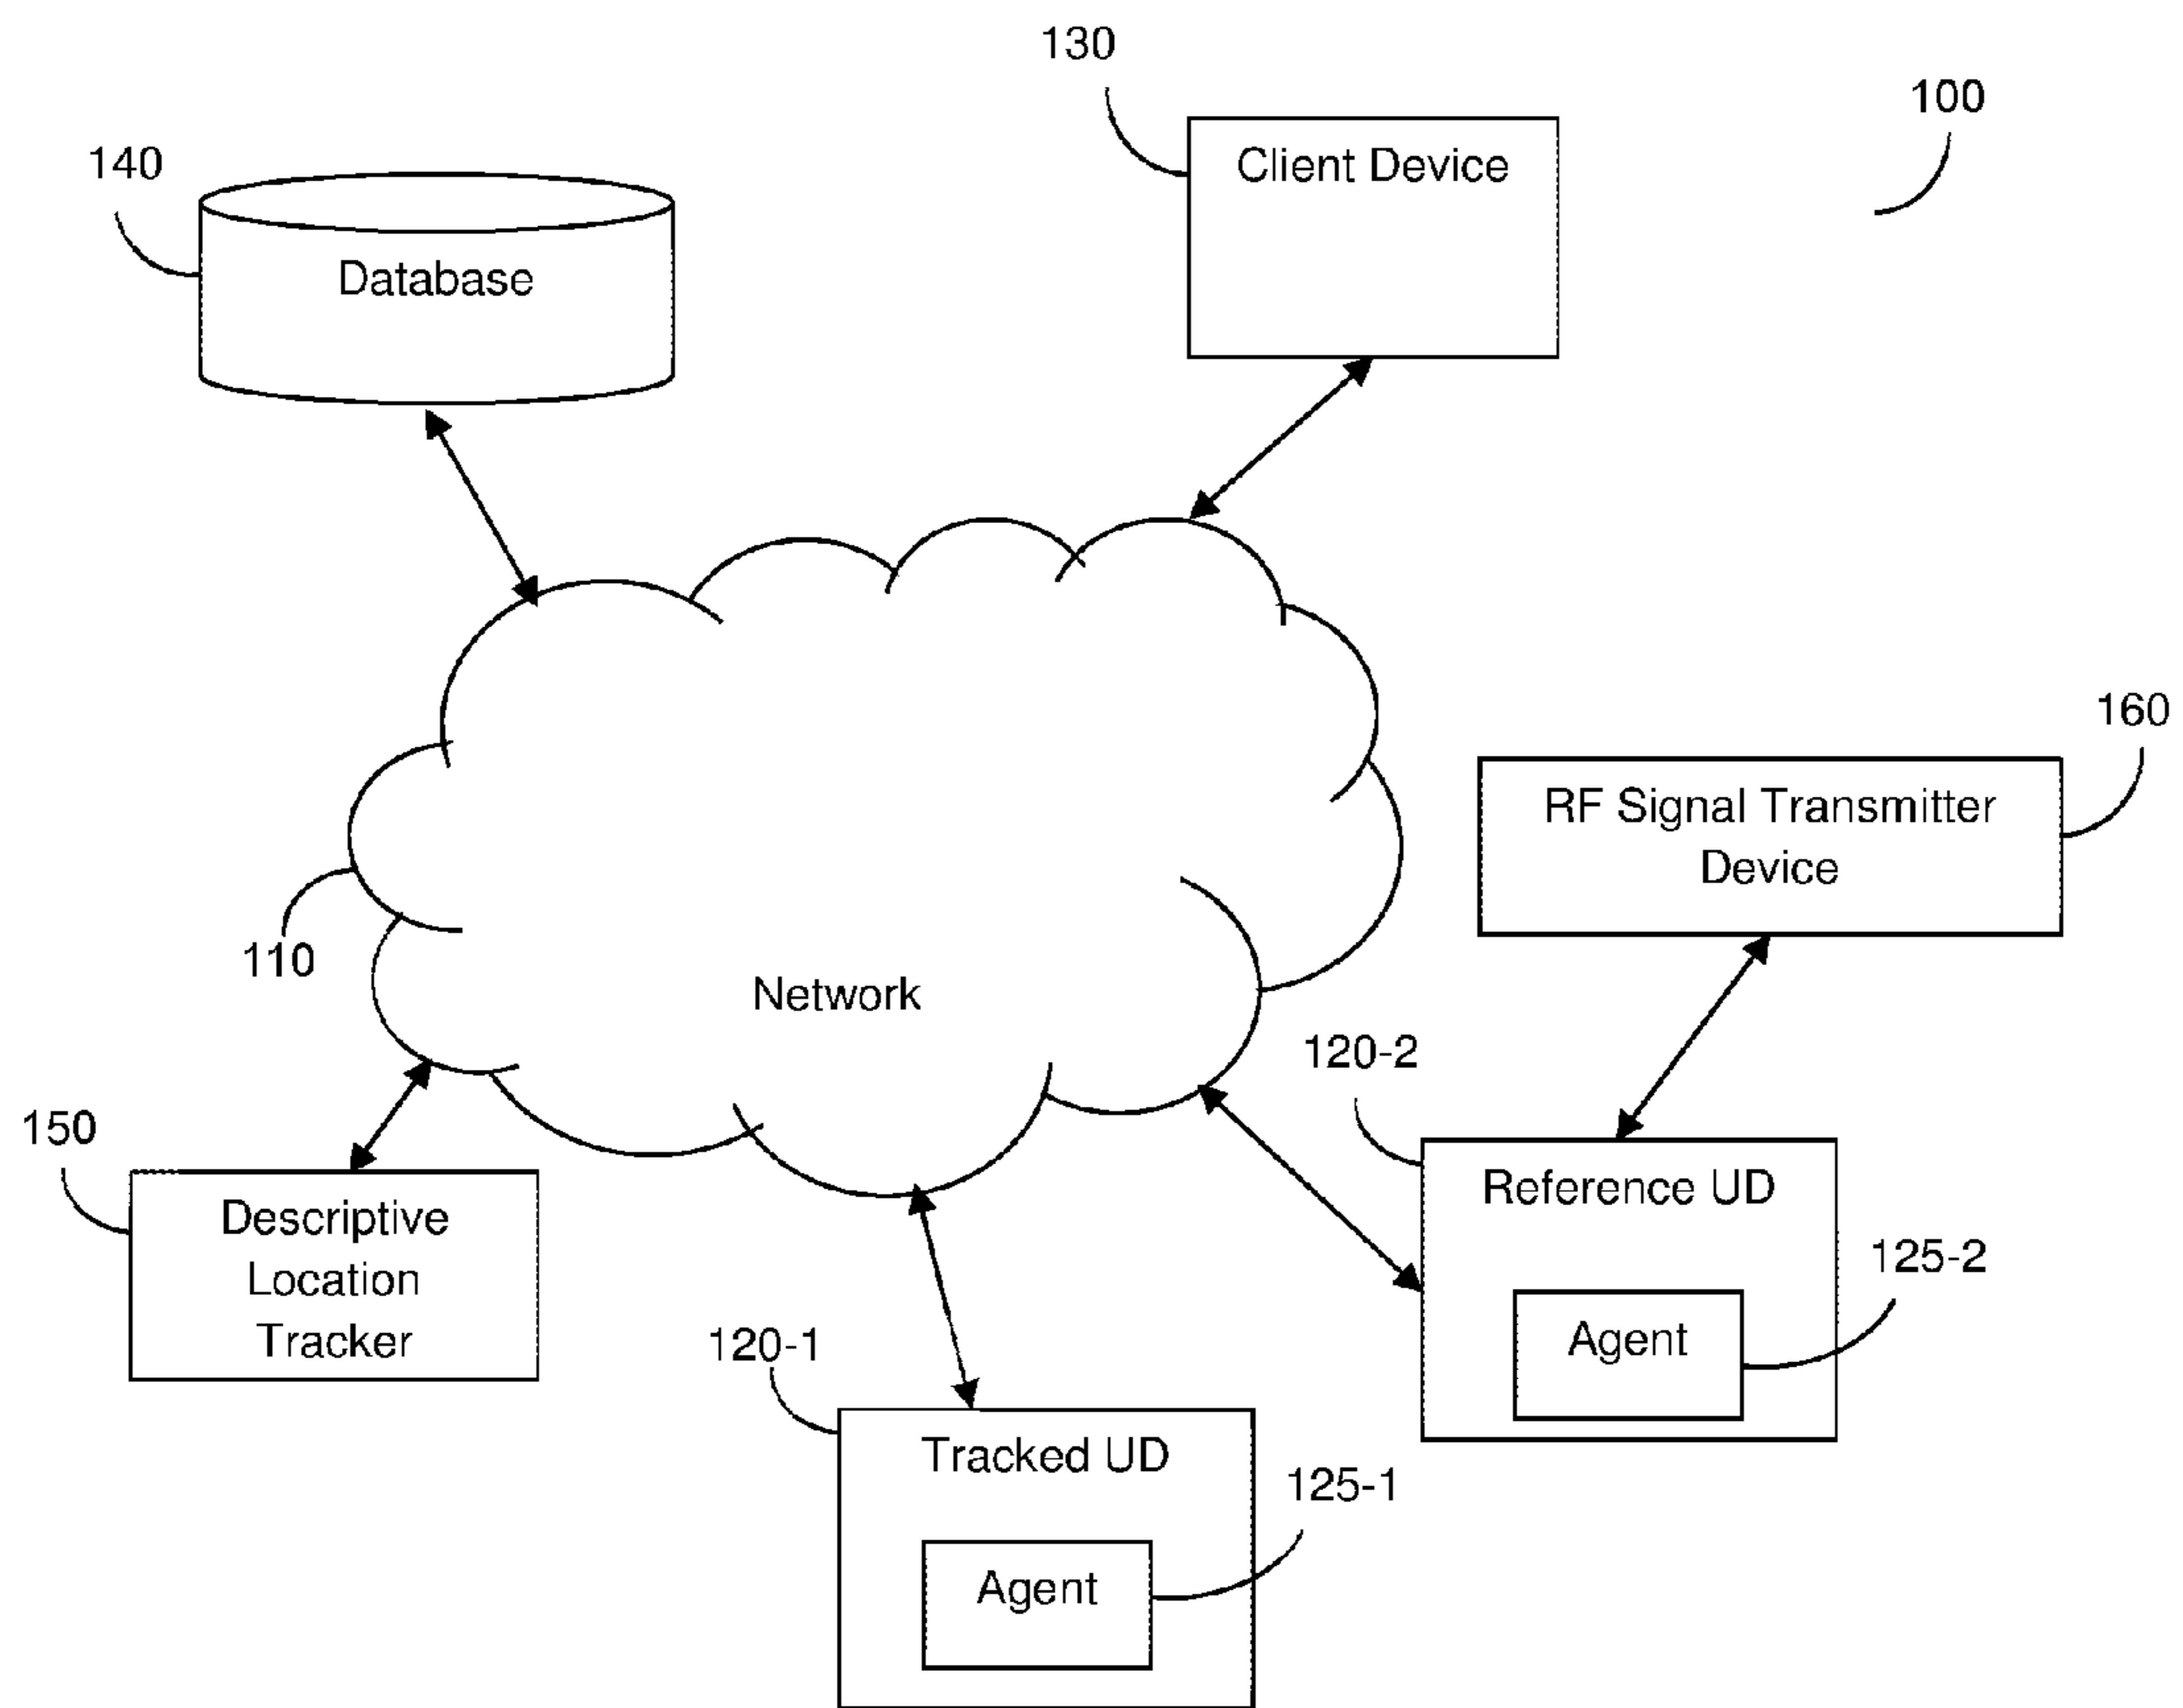 130
100
140
Client Device
Database
160
RF Signal Transmitter
Device
110
Network
120-2
150
Reference UD
Descriptive
Location
Tracker
125-2
Agent
120-1
Tracked UD
125-1
Agent